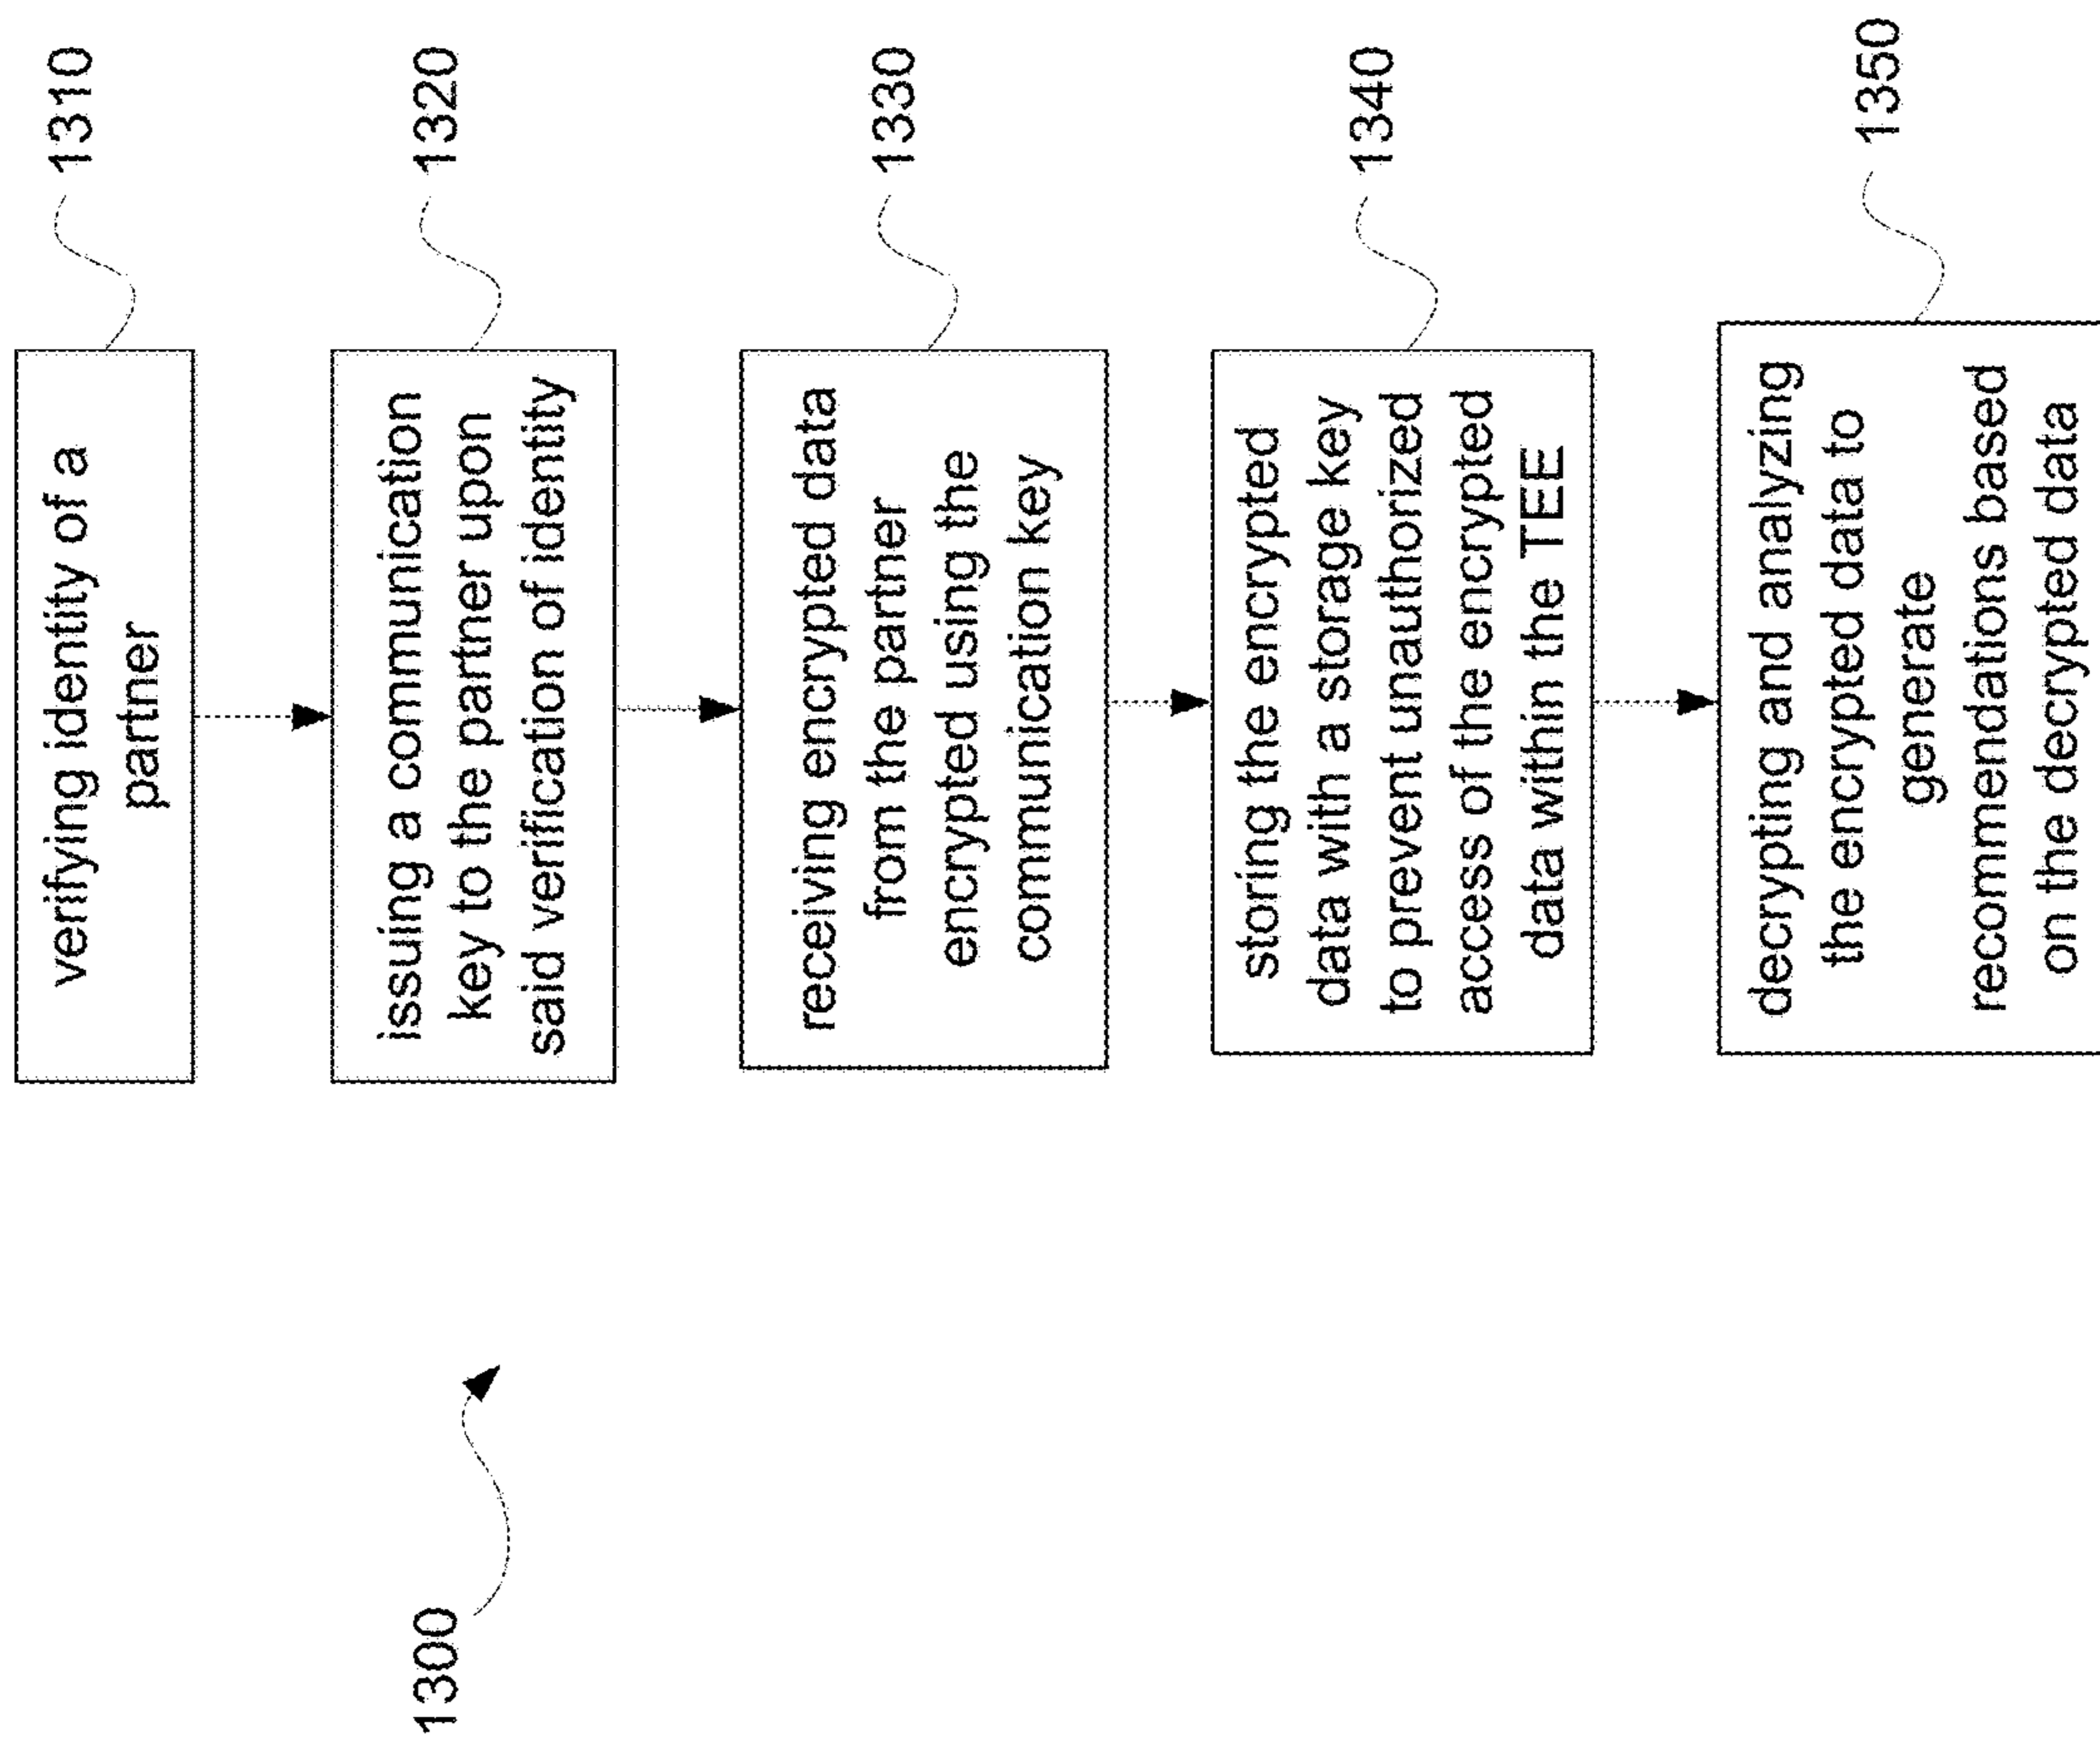 1300
verifying identity of a
partner
1310
issuing a communication
key to the partner upon
said verification of identity
1320
receiving encrypted data
from the partner
encrypted using the
communication key
1330
storing the encrypted
data with a storage key
to prevent unauthorized
access of the encrypted
data within the TEE
1340
decrypting and analyzing
the encrypted data to
generate
recommendations based
on the decrypted data
1350